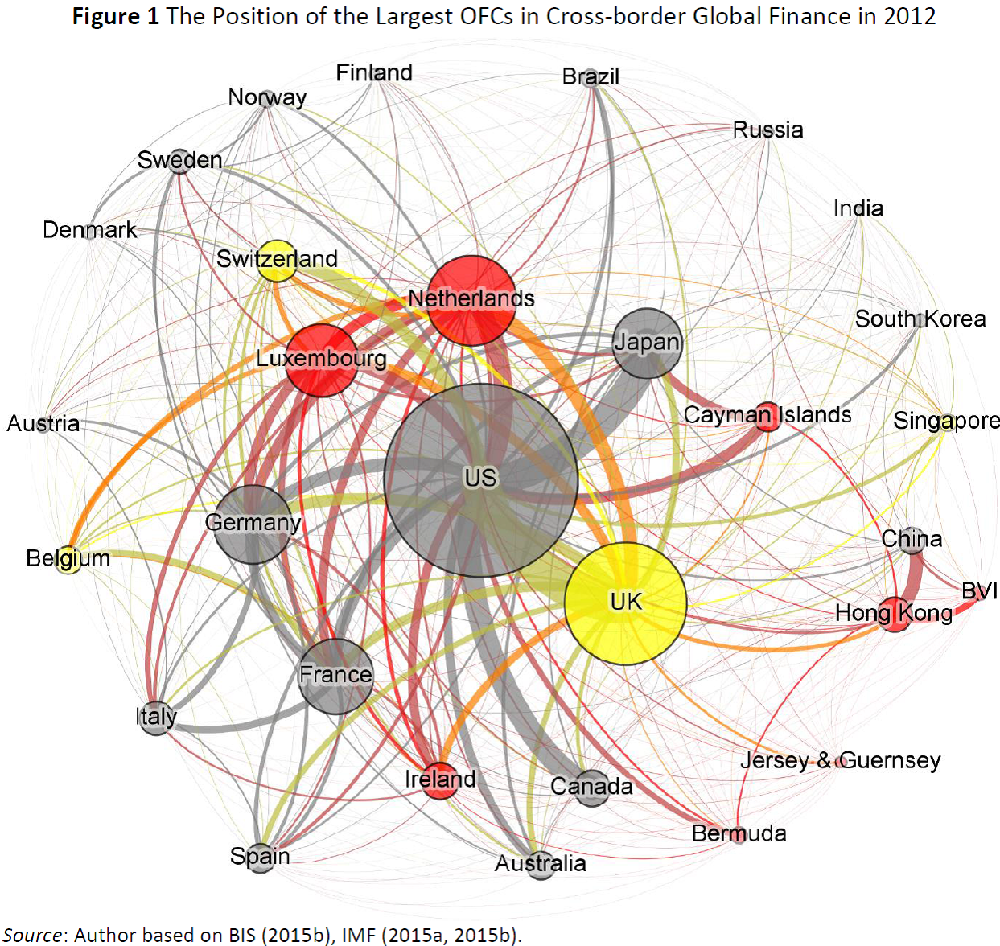 Figure 1 The Position of the Largest OFCs in Cross-border Global Finance in 2012
Finland
Brazil
Norway
Russia
Sweden
India
Denmark
Switzerland
Netherlands
South Korea
Japan
Luxembourg
Cayman Islands
Singapore
Austria
US
Germany
China
Belgium
BVI
UK
Hong Kong
France
Italy
Jersey & Guernsey
Ireland
Canada
Bermuda
Spain
Australia
Source: Author based on BIS (2015b), IMF (2015a, 2015b).